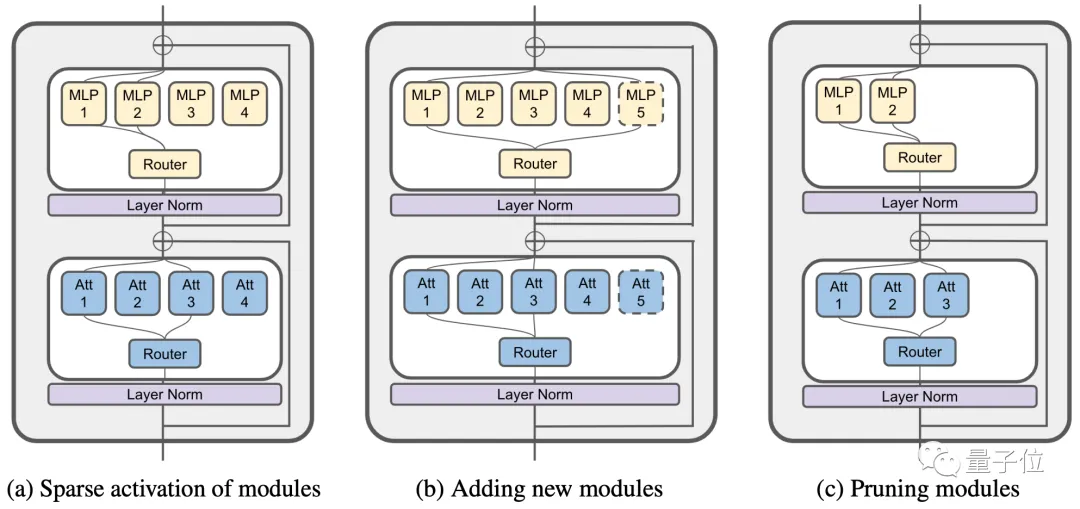 MLP 1
MLP 2
MLP 3
MLP 4
Router
Layer Norm
Att 1
Att 2
Att 3
Att 4
Router
Layer Norm
(a) Sparse activation of modules
MLP 1
MLP 2
MLP 3
MLP 4
MLP 5
Router
Layer Norm
Att 1
Att 2
Att 3
Att 4
Att 5
Router
Layer Norm
(b) Adding new modules
MLP 1
MLP 2
Router
Layer Norm
Att 1
Att 2
Att 3
Router
Layer Norm
量子位
(c) Pruning modules